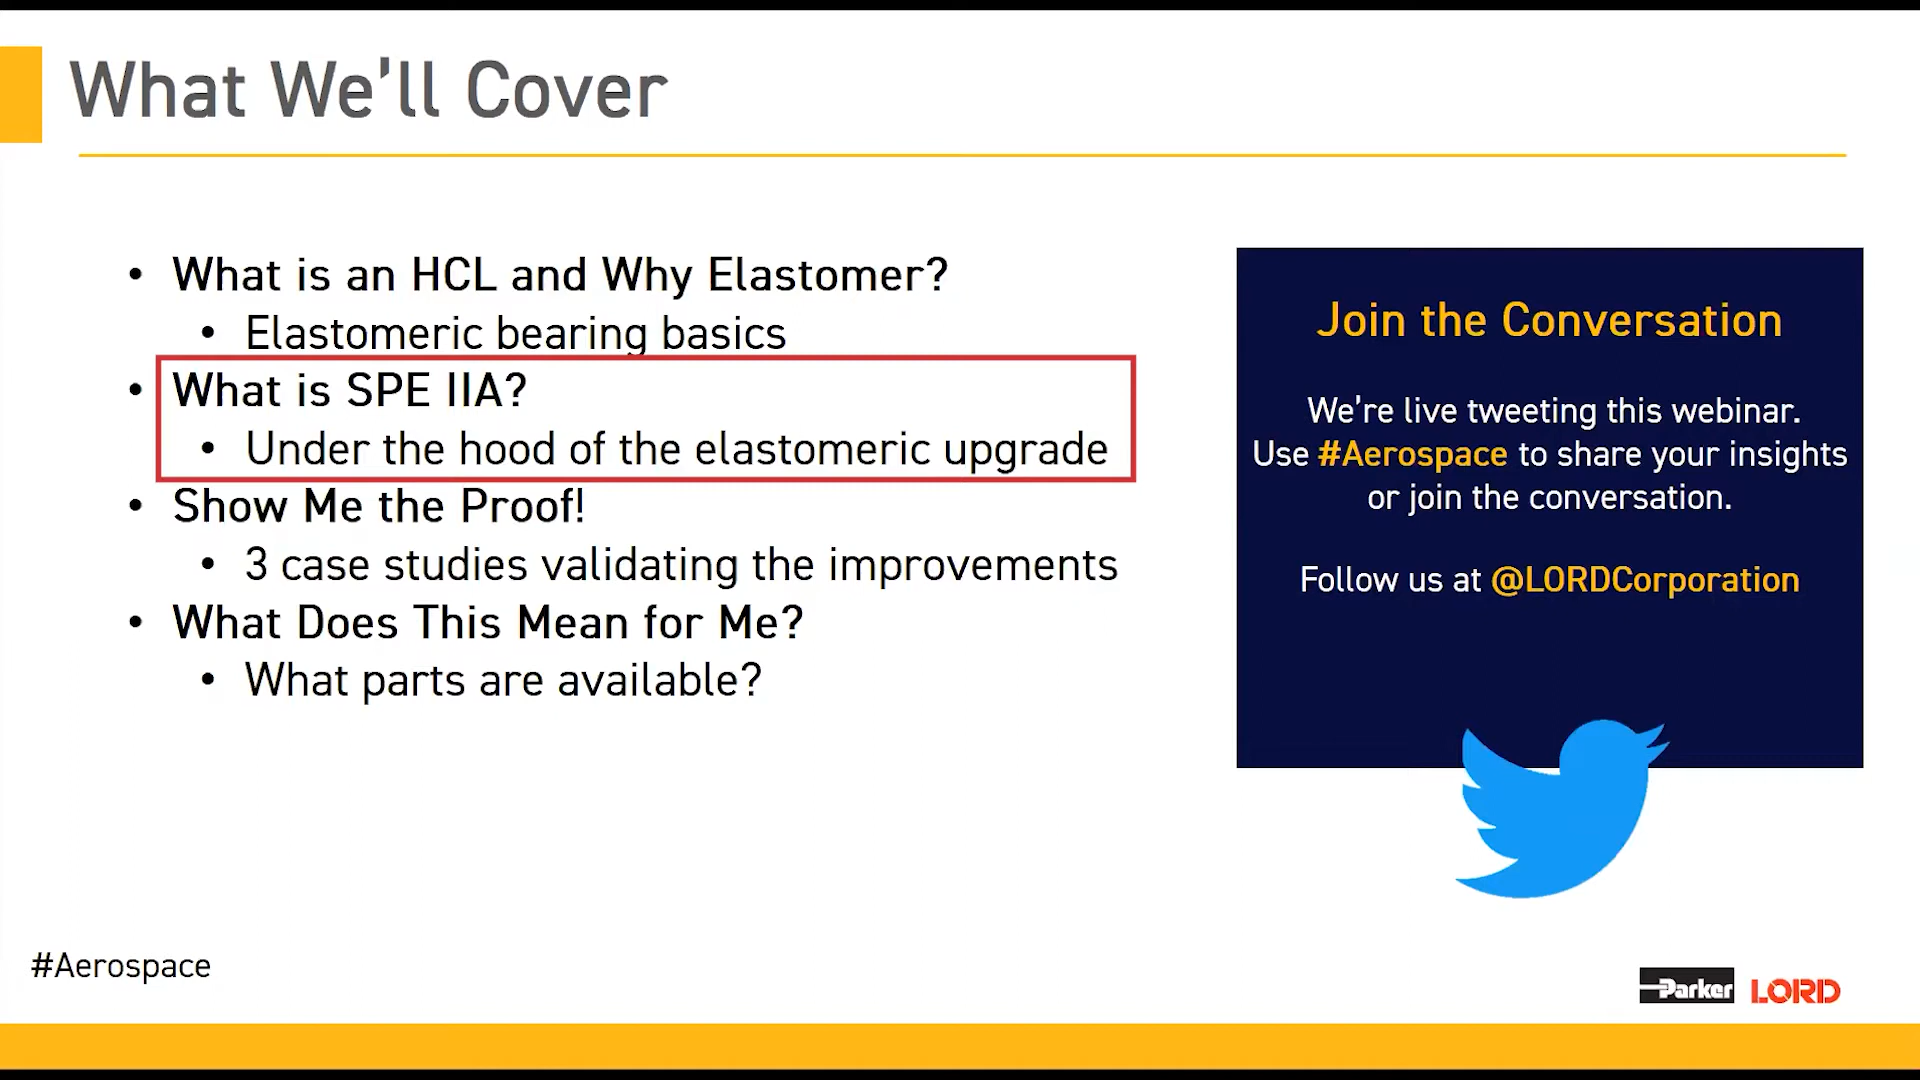 What We'll Cover
• What is an HCL and Why Elastomer?
• Elastomeric bearing basics
• What is SPE IIA?
• Under the hood of the elastomeric upgrade
• Show Me the Proof!
• 3 case studies validating the improvements
• What Does This Mean for Me?
• What parts are available?
Join the Conversation
We're live tweeting this webinar.
Use #Aerospace to share your insights
or join the conversation.
Follow us at @LORDCorporation
#Aerospace
Parker LORD